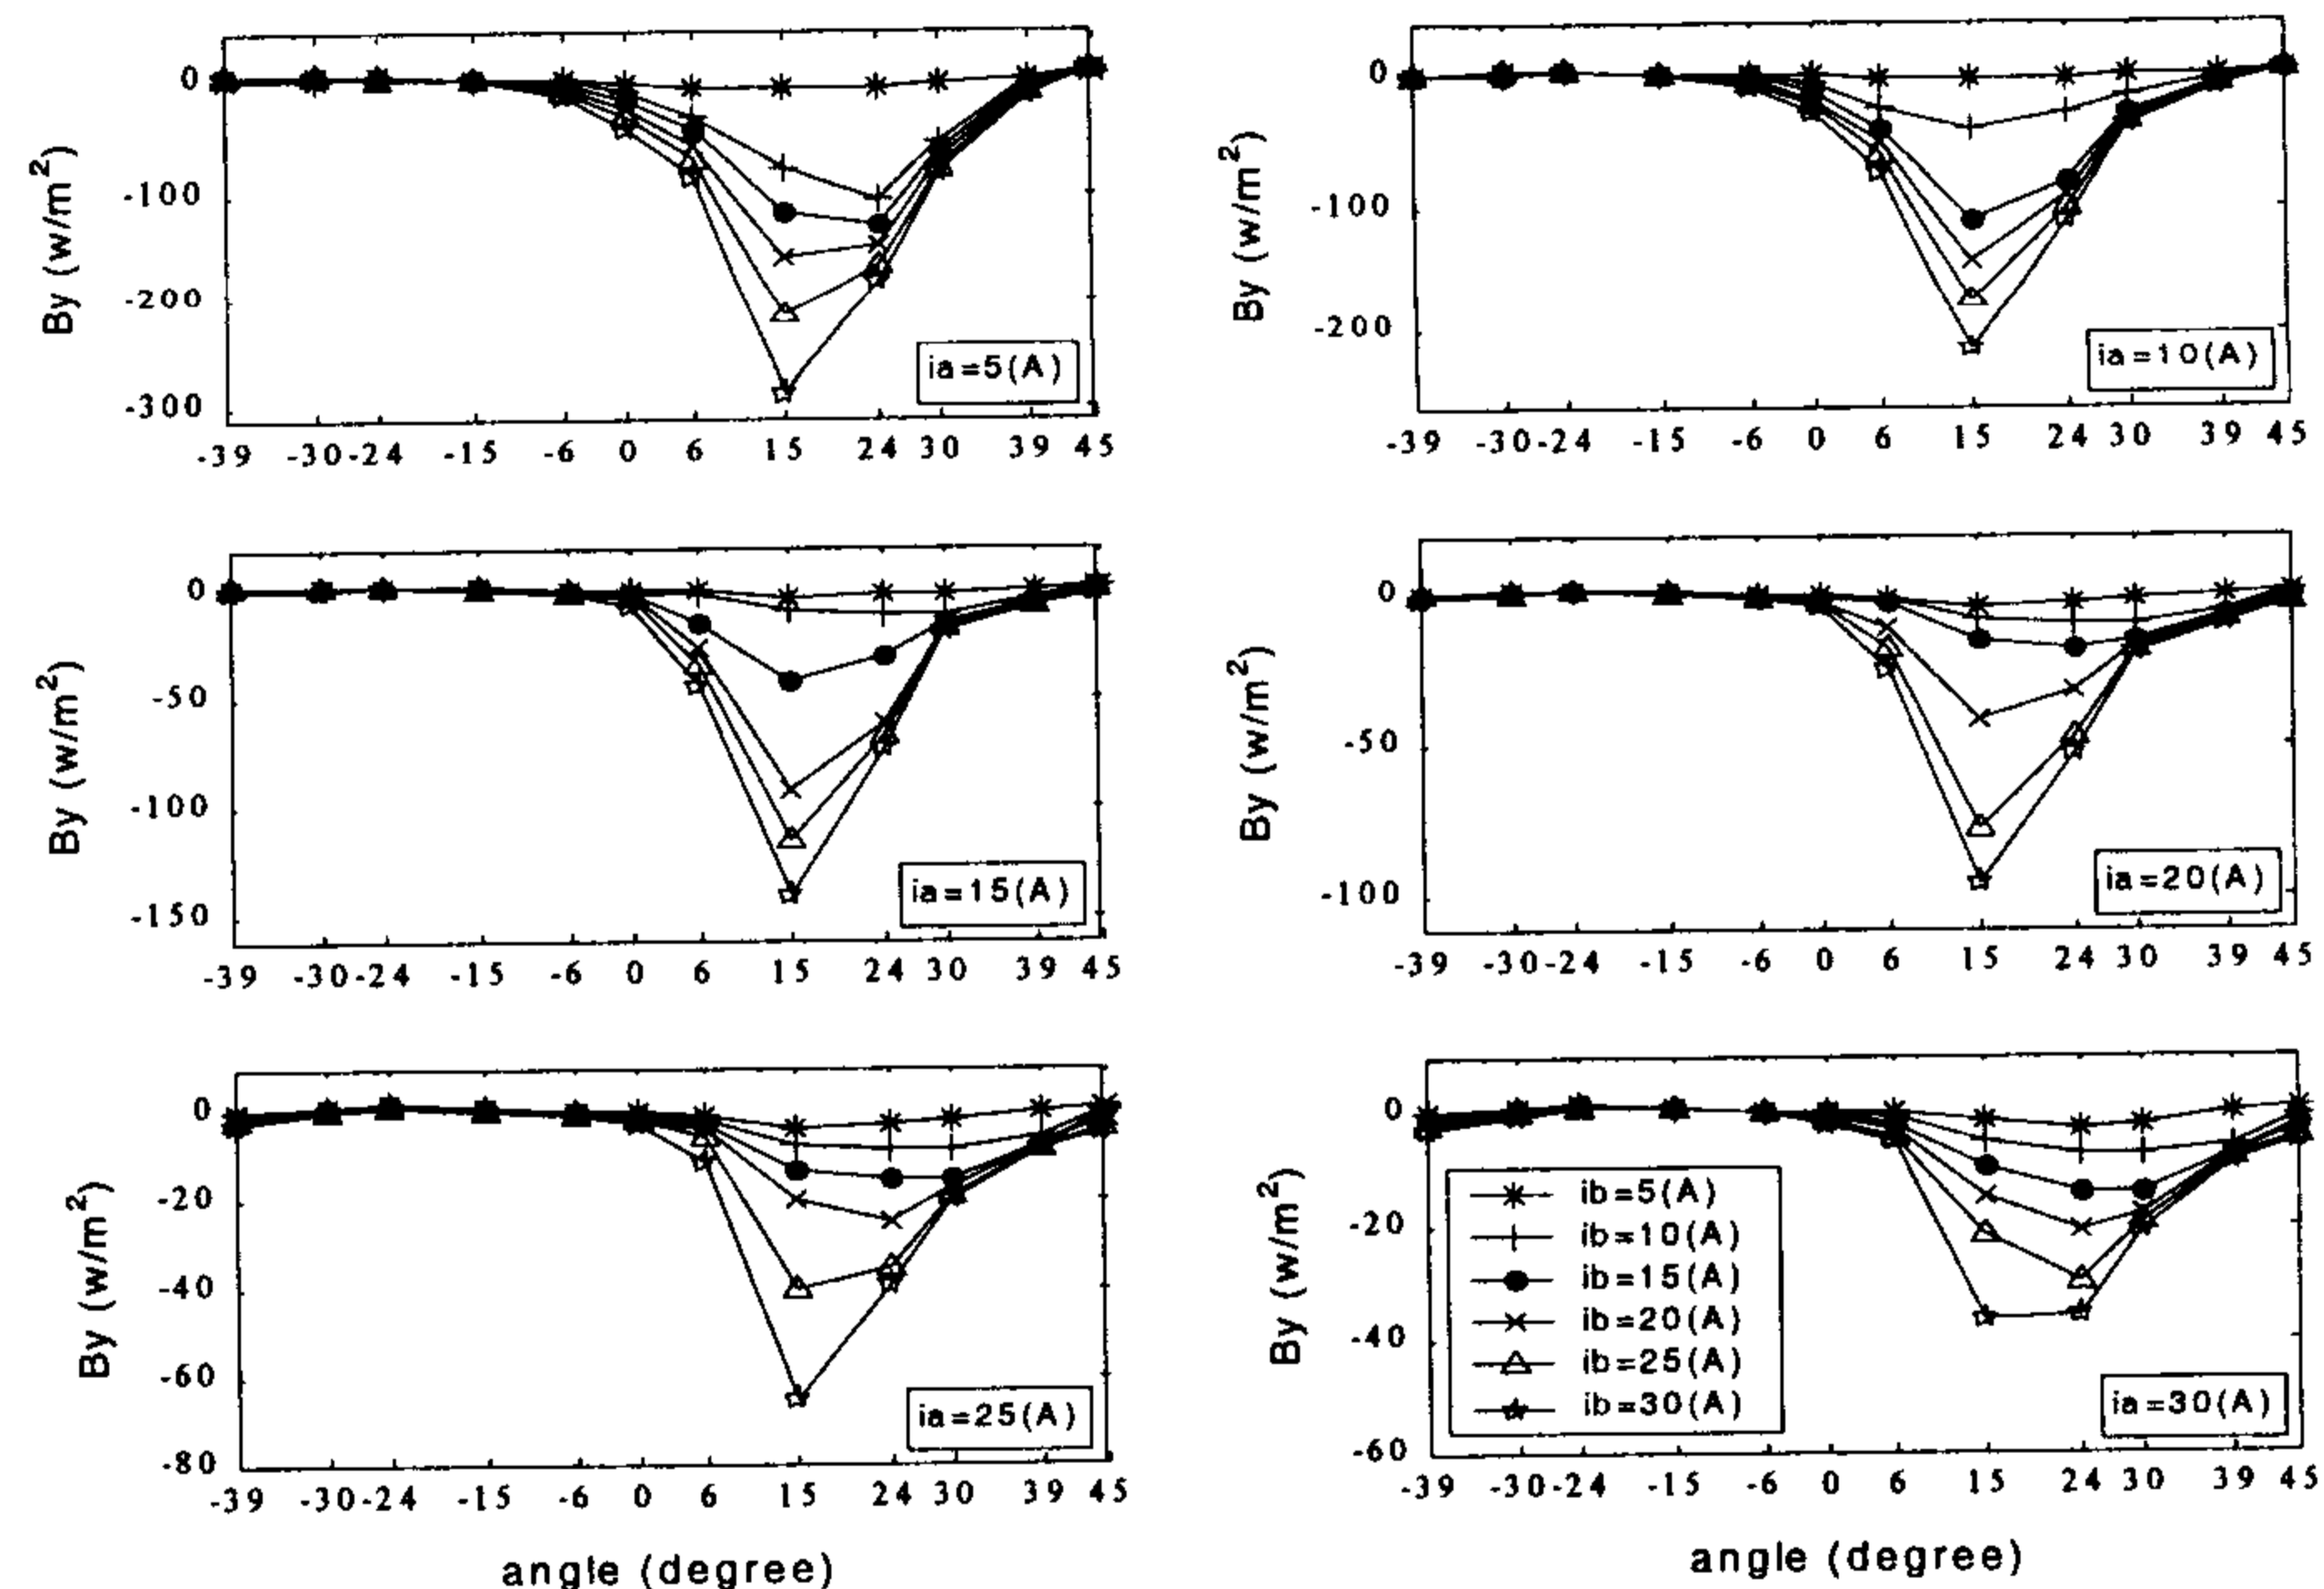 0
-100
-200
-300
By (w/m²)
ia=5(A)
-39 -30 -24 -15 -6 0 6 15 24 30 39 45
0
-100
-200
By (w/m²)
ia=10(A)
-39 -30 -24 -15 -6 0 6 15 24 30 39 45
0
-50
-100
-150
By (w/m²)
ia=15(A)
-39 -30 -24 -15 -6 0 6 15 24 30 39 45
0
-50
-100
By (w/m²)
ia=20(A)
-39 -30 -24 -15 -6 0 6 15 24 30 39 45
0
-20
-40
-60
-80
By (w/m²)
ia=25(A)
-39 -30 -24 -15 -6 0 6 15 24 30 39 45
angle (degree)
0
-20
-40
-60
By (w/m²)
ib=5(A)
ib=10(A)
ib=15(A)
ib=20(A)
ib=25(A)
ib=30(A)
ia=30(A)
-39 -30 -24 -15 -6 0 6 15 24 30 39 45
angle (degree)